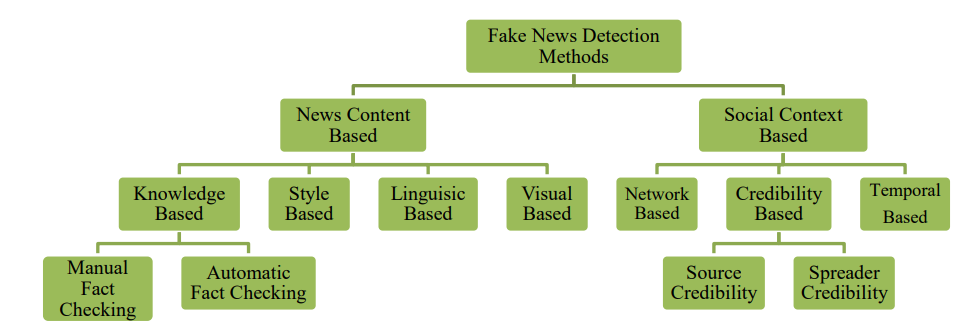 Fake News Detection
Methods
News Content
Based
Social Context
Based
Knowledge
Based
Style
Based
Linguisic
Based
Visual
Based
Network
Based
Credibility
Based
Temporal
Based
Manual
Fact
Checking
Automatic
Fact Checking
Source
Credibility
Spreader
Credibility